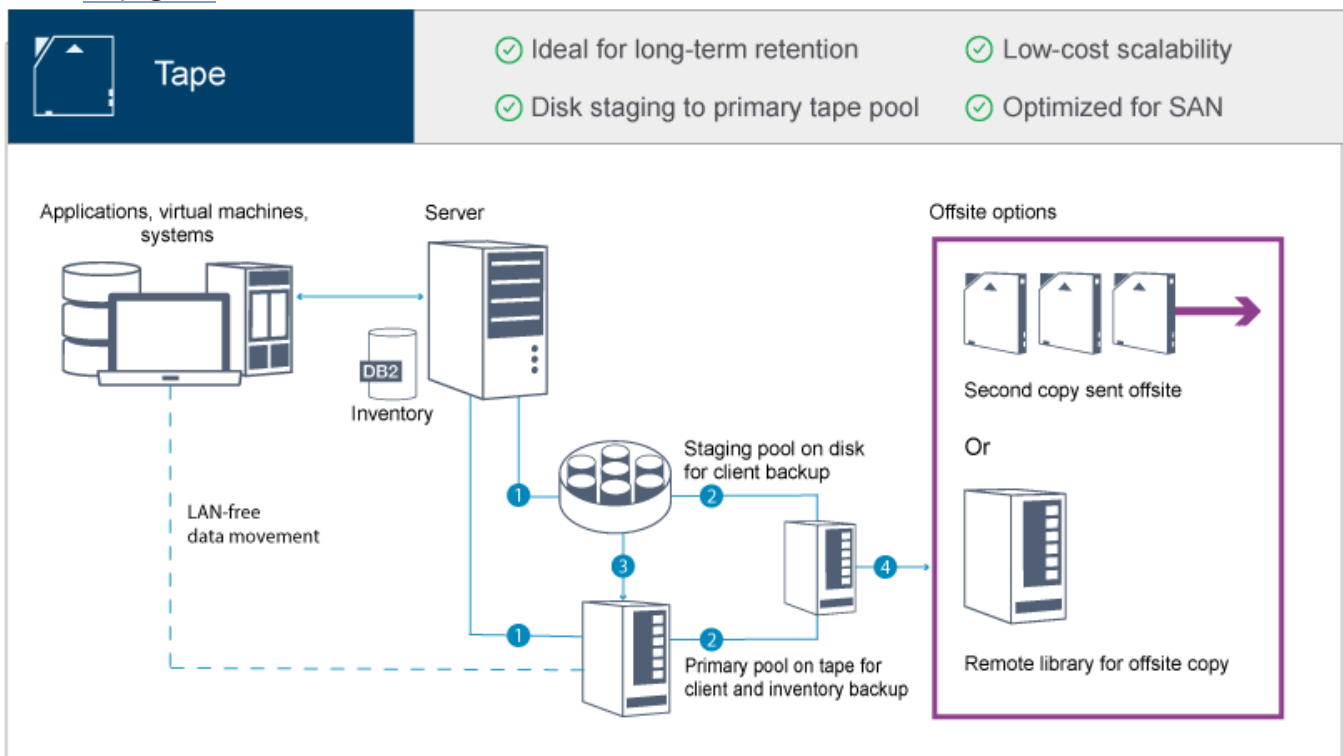 Tape
Ideal for long-term retention
Low-cost scalability
Disk staging to primary tape pool
Optimized for SAN
Applications, virtual machines,
systems
Server
Offsite options
DB2
Inventory
Second copy sent offsite
Or
Staging pool on disk
for client backup
1
2
LAN-free
data movement
3
4
1
2
Primary pool on tape for
client and inventory backup
Remote library for offsite copy